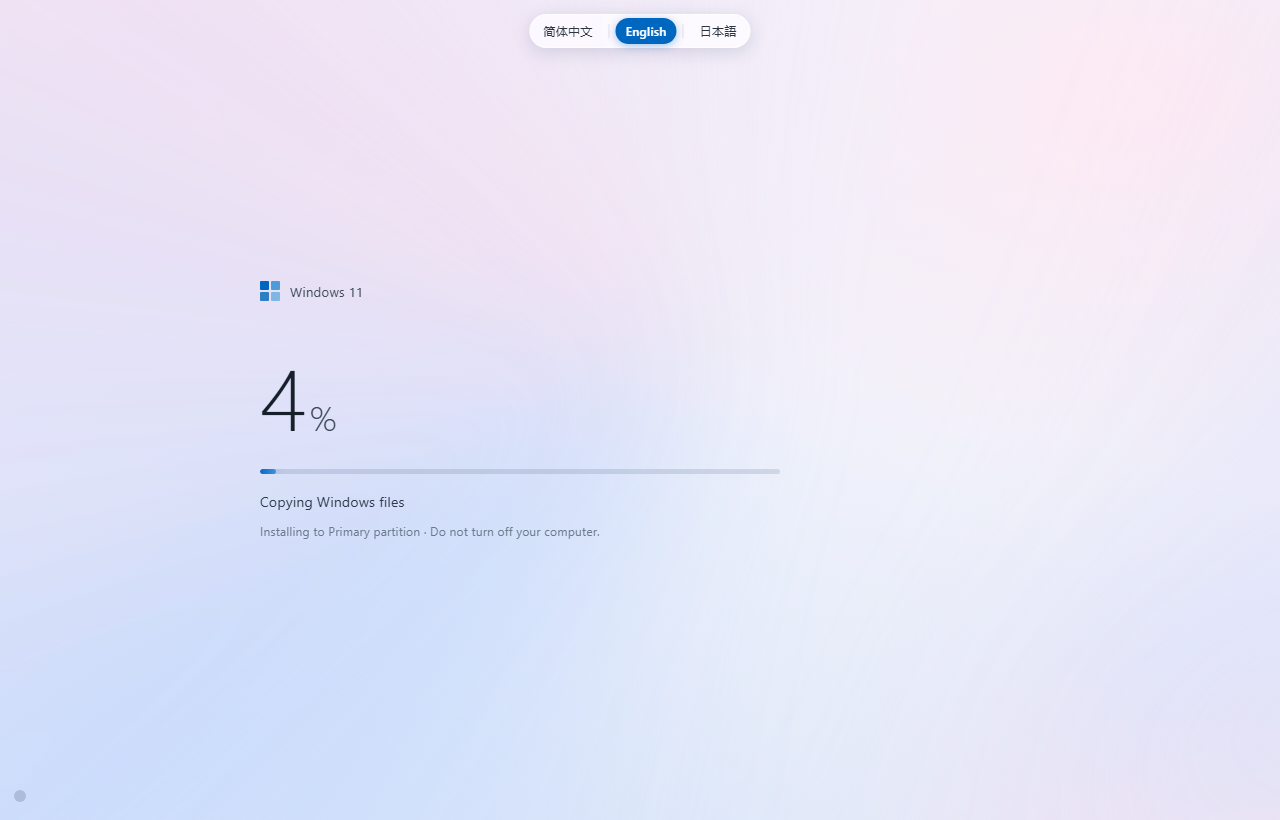 简体中文 English 日本語
Windows 11
4%
Copying Windows files
Installing to Primary partition · Do not turn off your computer.